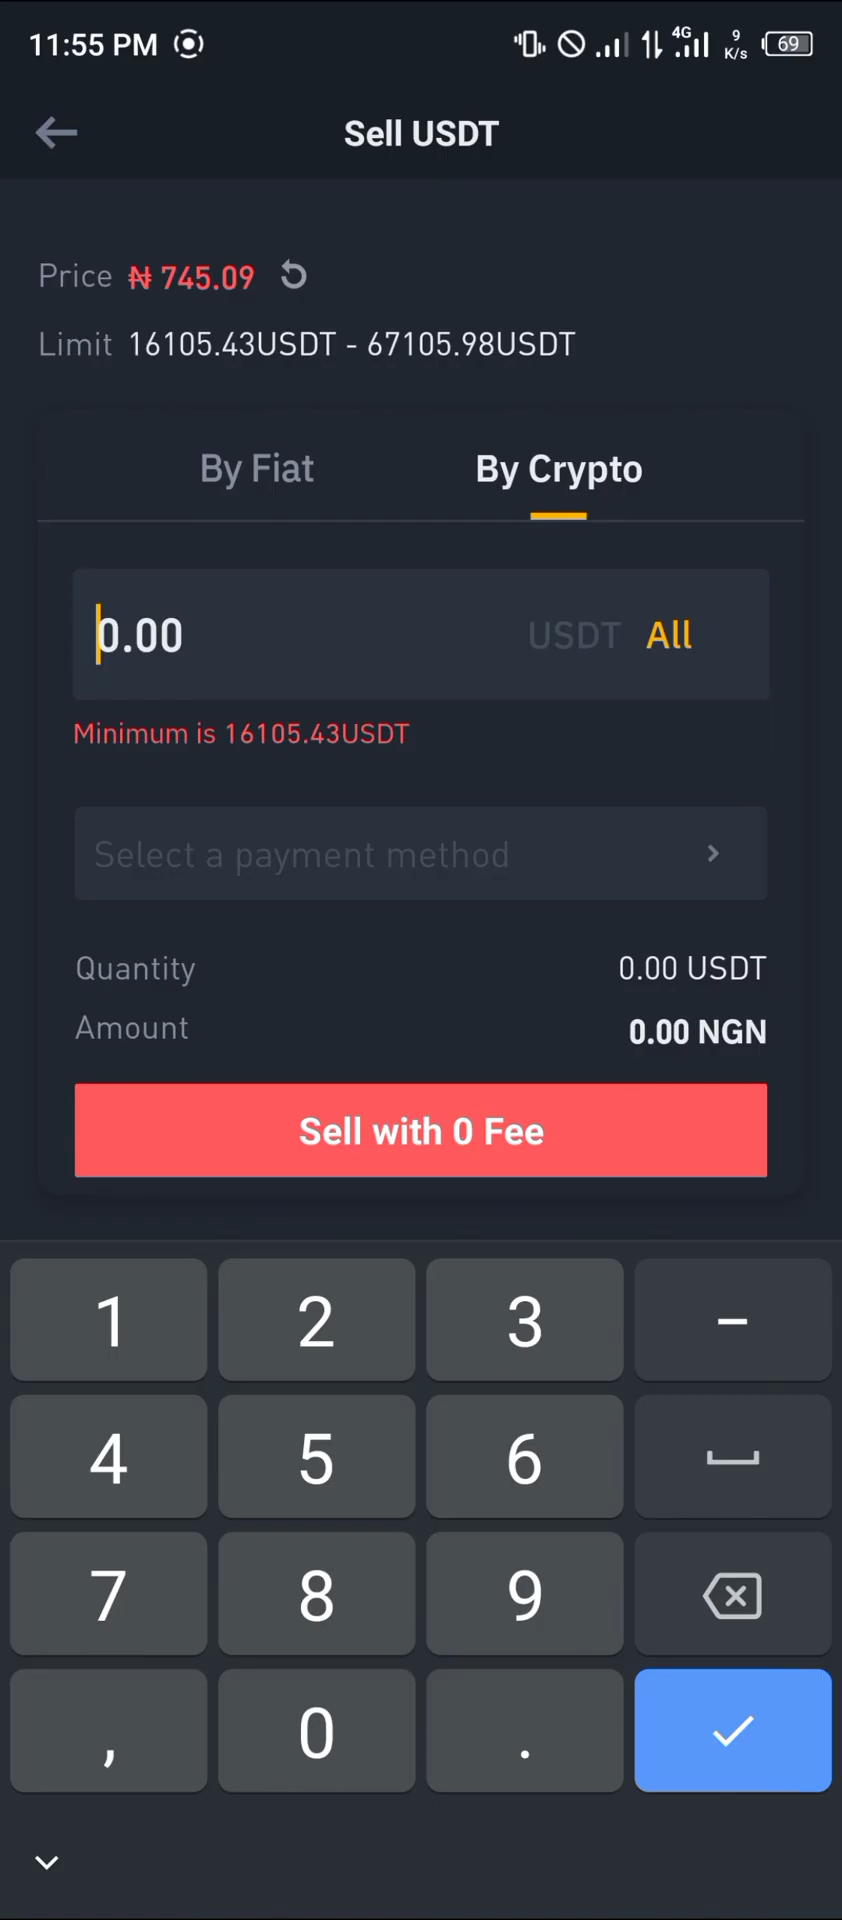 11:55 PM 4G 9 K/s 69
Sell USDT
Price ₦ 745.09
Limit 16105.43USDT - 67105.98USDT
By Fiat By Crypto
0.00 USDT All
Minimum is 16105.43USDT
Select a payment method
Quantity 0.00 USDT
Amount 0.00 NGN
Sell with 0 Fee
1 2 3 -
4 5 6
7 8 9
, 0 .